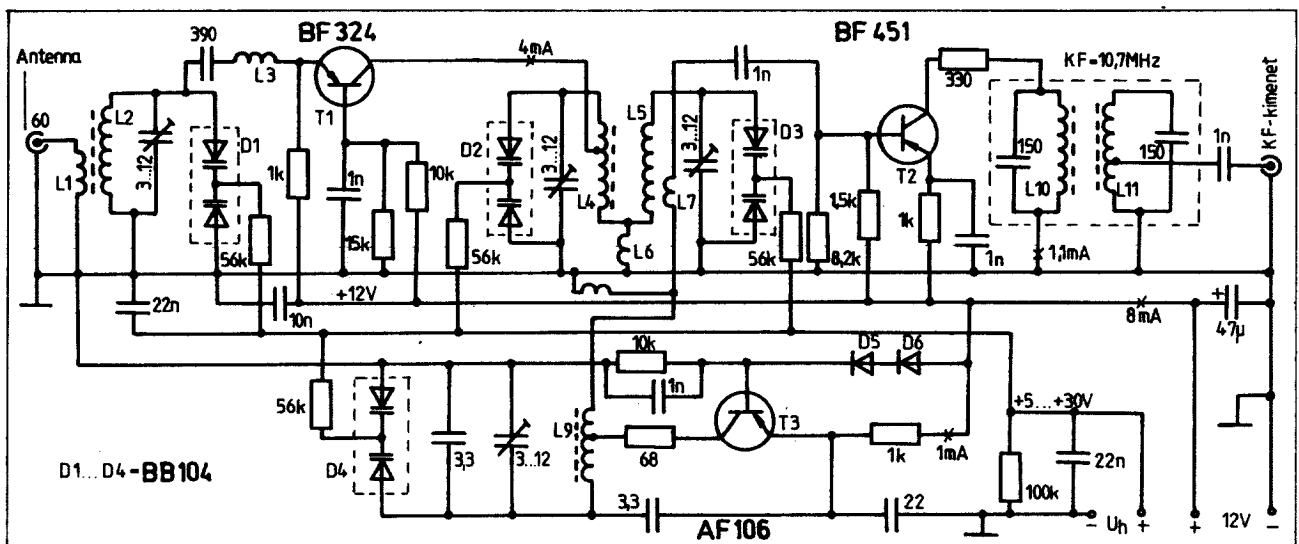 Antenna
60
L1
L2
3...12
390
L3
D1
56k
1k
BF 324
T1
1n
15k
10k
4mA
D2
56k
3...12
L4
L5
L6
L7
1n
3...12
D3
56k
8,2k
BF 451
T2
1,5k
1k
1n
330
KF=10,7MHz
150
L10
L11
150
1,1mA
1n
KF-kimenet
22n
10n
+12V
8mA
+
47µ
56k
D4
3,3
3...12
10k
1n
L9
68
T3
D5
D6
1k
1mA
3,3
22
AF 106
+5...+30V
100k
22n
- Uh +
+ 12V -
D1...D4-BB104